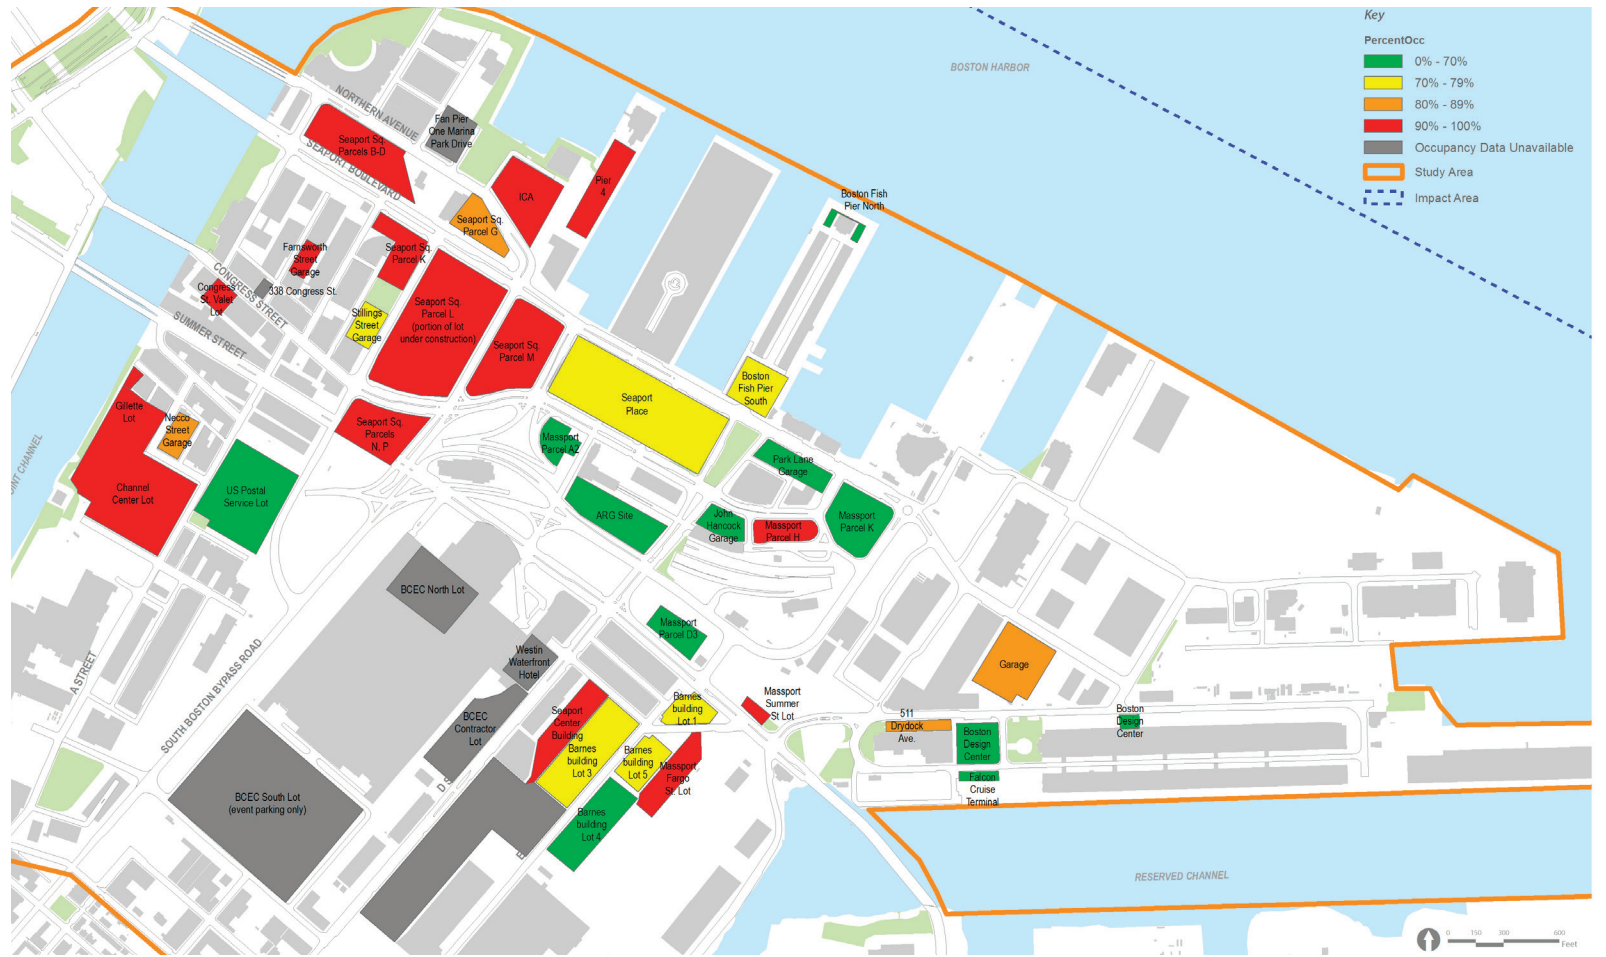 Key
PercentOcc
0% - 70%
70% - 79%
80% - 89%
90% - 100%
Occupancy Data Unavailable
Study Area
Impact Area
BOSTON HARBOR
NORTHERN AVENUE
SEAPORT BOULEVARD
Fan Pier
One Marina
Park Drive
Seaport Sq.
Parcels B-D
ICA
Pier
4
Seaport Sq.
Parcel G
Boston Fish
Pier North
Farnsworth
Street
Garage
Seaport Sq.
Parcel K
CONGRESS STREET
Congress
St. Valet
Lot
338 Congress St.
SUMMER STREET
Stillings
Street
Garage
Seaport Sq.
Parcel L
(portion of lot
under construction)
Seaport Sq.
Parcel M
Seaport
Place
Boston
Fish Pier
South
Gillette
Lot
Necco
Street
Garage
Seaport Sq.
Parcels
N, P
Massport
Parcel A2
Park Lane
Garage
Channel
Center Lot
US Postal
Service Lot
ARG Site
John
Hancock
Garage
Massport
Parcel H
Massport
Parcel K
CHANNEL
BCEC North Lot
Massport
Parcel D3
Westin
Waterfront
Hotel
Garage
A STREET
SOUTH BOSTON BYPASS ROAD
BCEC
Contractor
Lot
Seaport
Center
Building
Barnes
building
Lot 1
Massport
Summer
St Lot
511
Drydock
Ave.
Boston
Design
Center
Boston
Design
Center
Barnes
building
Lot 3
Barnes
building
Lot 5
Massport
Fargo
St. Lot
Falcon
Cruise
Terminal
D S
BCEC South Lot
(event parking only)
Barnes
building
Lot 4
RESERVED CHANNEL
0 150 300 600
Feet